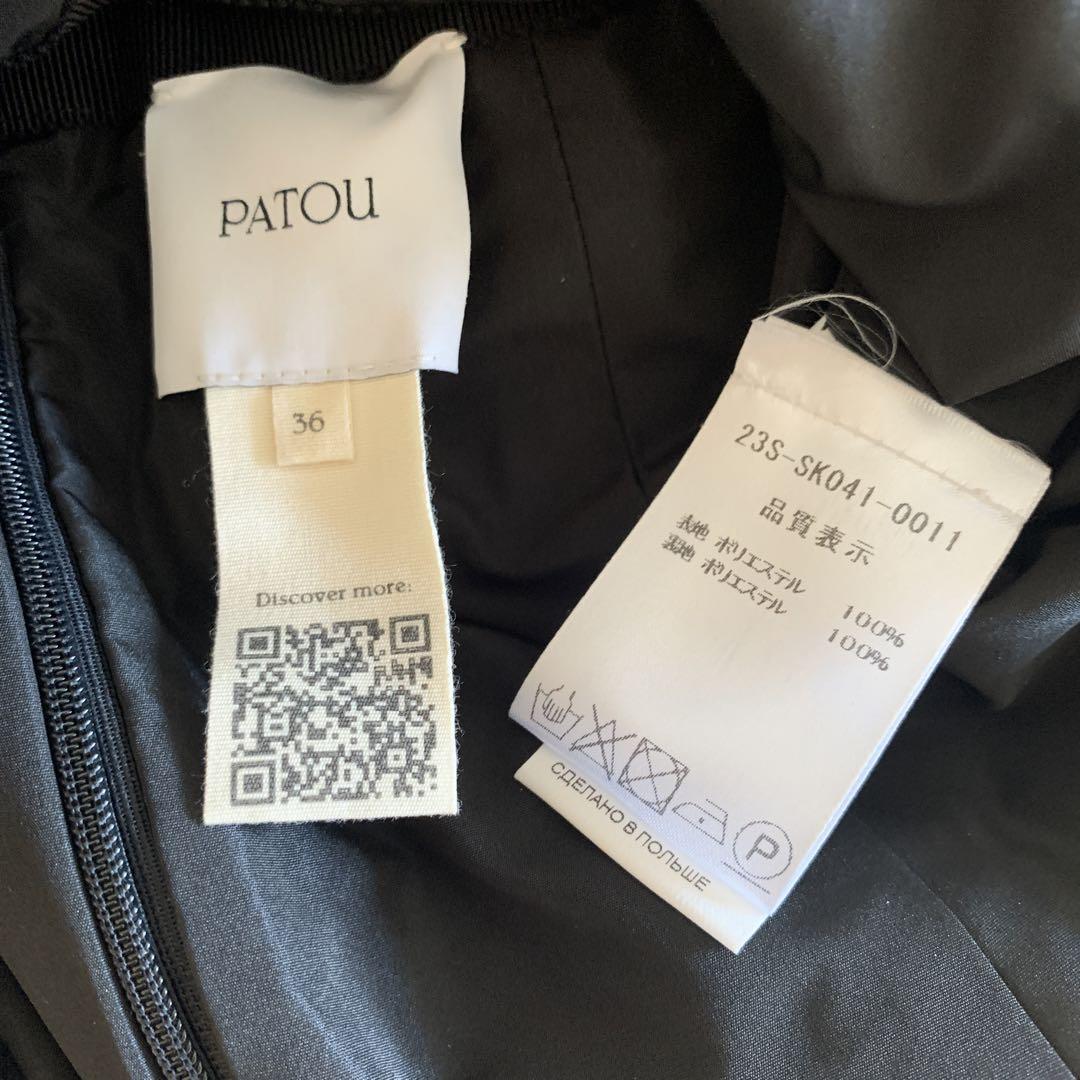 PATOU
36
Discover more:
23S-SK041-0011
品質表示
表地 ポリエステル 100%
裏地 ポリエステル 100%
P
СДЕЛАНО В ПОЛЬШЕ